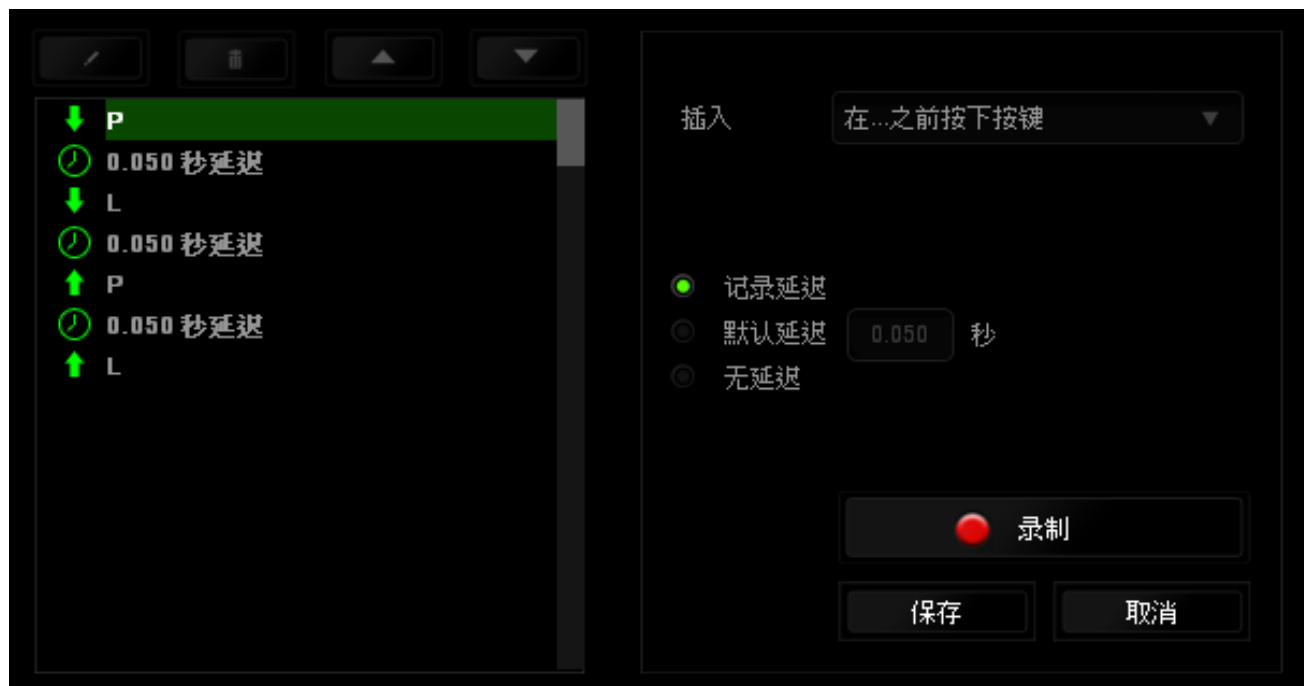 P
0.050 秒延迟
L
0.050 秒延迟
P
0.050 秒延迟
L
插入
在...之前按下按键
记录延迟
默认延迟 0.050 秒
无延迟
录制
保存 取消